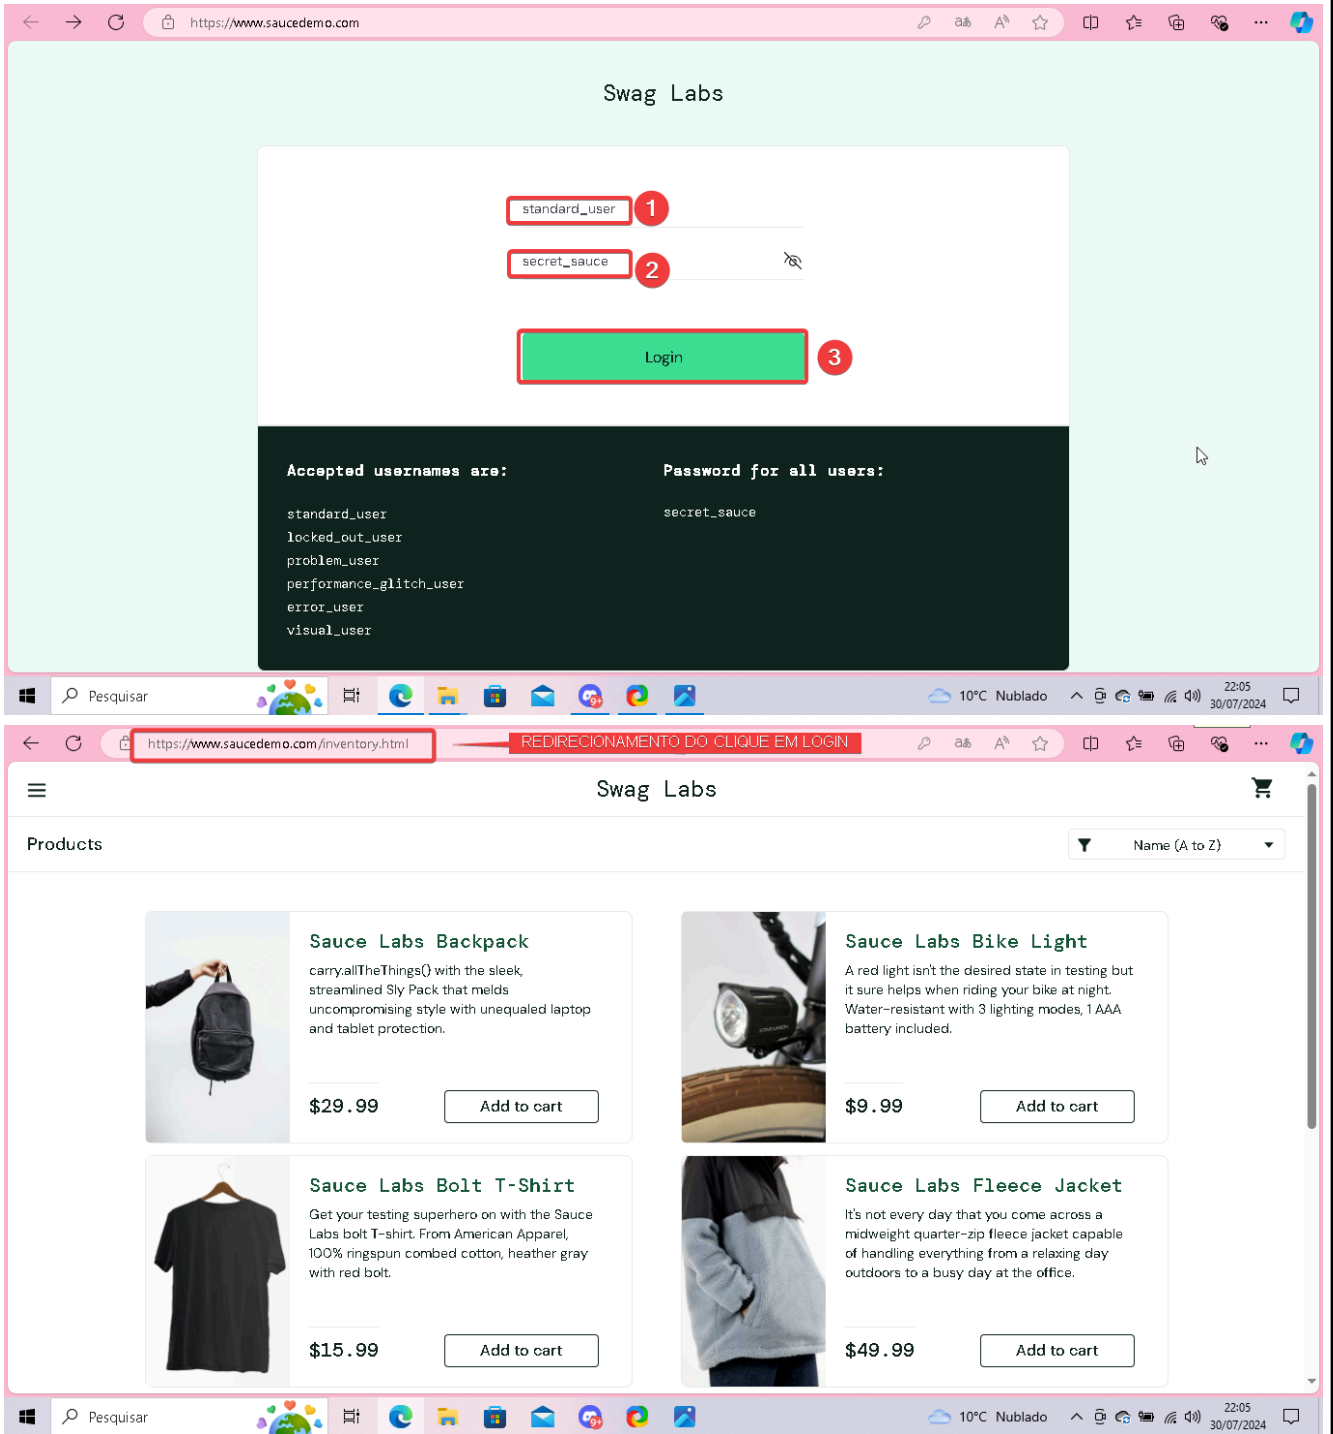 https://www.saucedemo.com
Swag Labs
standard_user
1
secret_sauce
2
Login
3
Accepted usernames are:
standard_user
locked_out_user
problem_user
performance_glitch_user
error_user
visual_user
Password for all users:
secret_sauce
Pesquisar
9+
10°C Nublado
22:05
30/07/2024
https://www.saucedemo.com/inventory.html
REDIRECIONAMENTO DO CLIQUE EM LOGIN
Swag Labs
Products
Name (A to Z)
Sauce Labs Backpack
carry.allTheThings() with the sleek,
streamlined Sly Pack that melds
uncompromising style with unequaled laptop
and tablet protection.
$29.99
Add to cart
Sauce Labs Bike Light
A red light isn't the desired state in testing but
it sure helps when riding your bike at night.
Water-resistant with 3 lighting modes, 1 AAA
battery included.
$9.99
Add to cart
Sauce Labs Bolt T-Shirt
Get your testing superhero on with the Sauce
Labs bolt T-shirt. From American Apparel,
100% ringspun combed cotton, heather gray
with red bolt.
$15.99
Add to cart
Sauce Labs Fleece Jacket
It's not every day that you come across a
midweight quarter-zip fleece jacket capable
of handling everything from a relaxing day
outdoors to a busy day at the office.
$49.99
Add to cart
Pesquisar
9+
10°C Nublado
22:05
30/07/2024